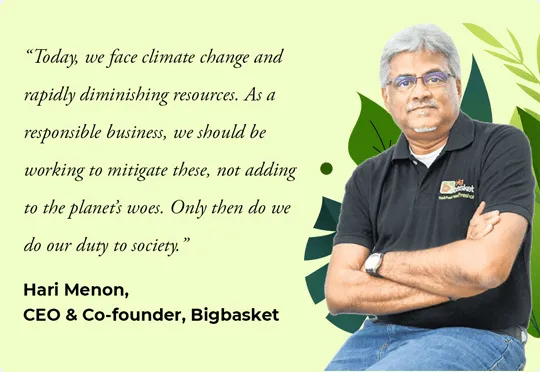 “Today, we face climate change and
rapidly diminishing resources. As a
responsible business, we should be
working to mitigate these, not adding
to the planet’s woes. Only then do we
do our duty to society.”
Hari Menon,
CEO & Co-founder, Bigbasket
basket